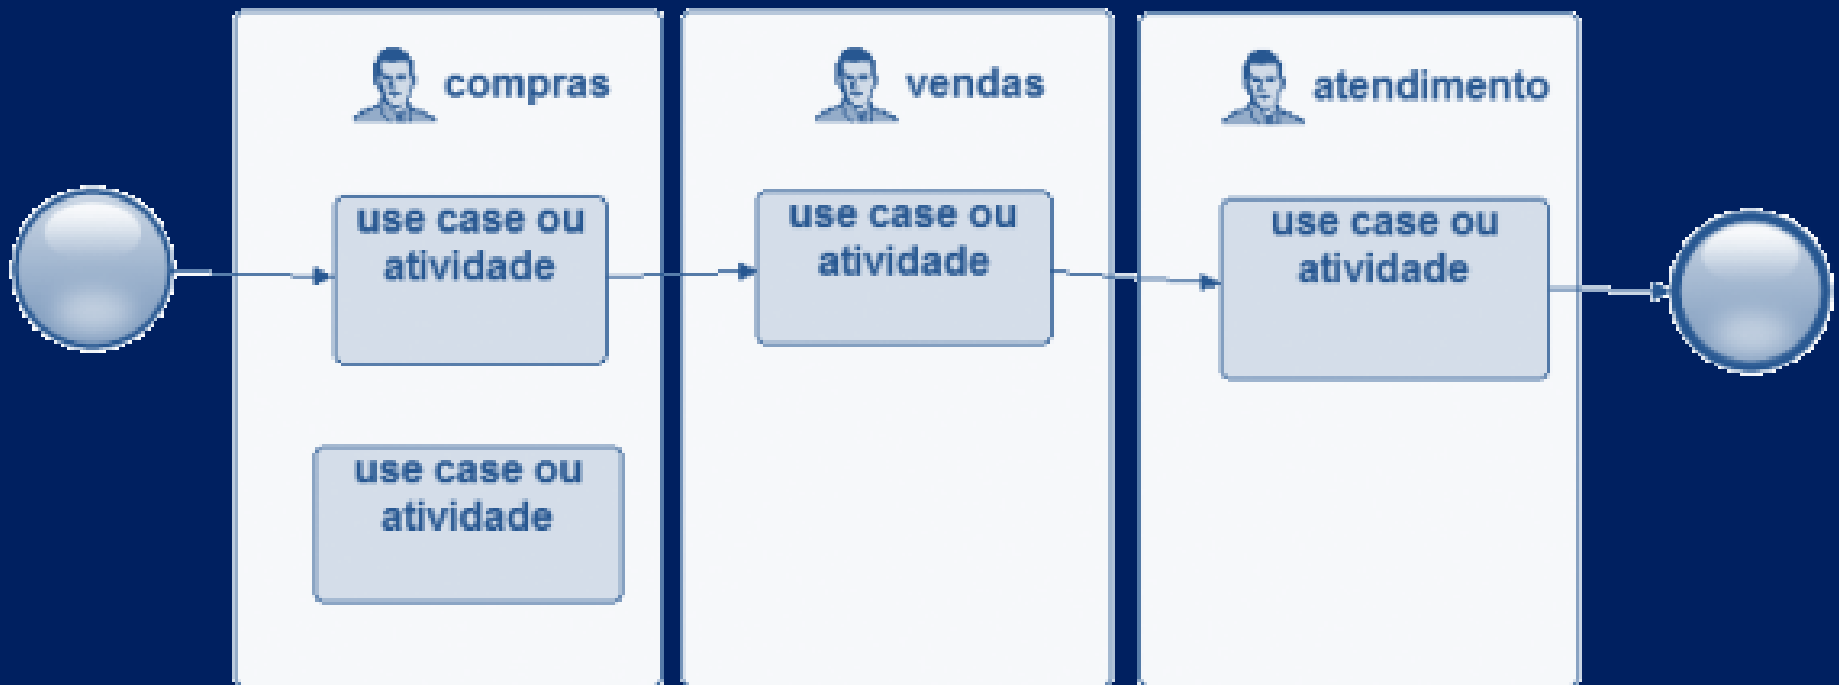 compras
use case ou
atividade
use case ou
atividade
vendas
use case ou
atividade
atendimento
use case ou
atividade